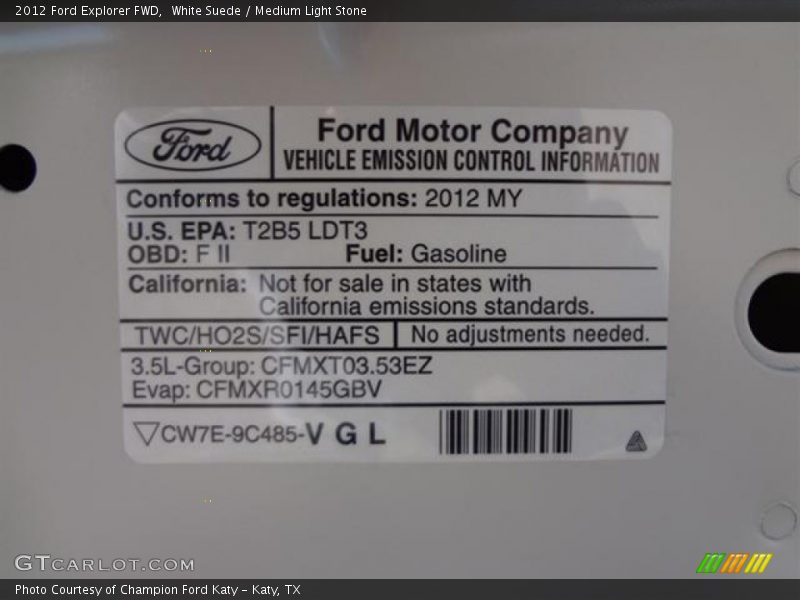 2012 Ford Explorer FWD,  White Suede / Medium Light Stone
Ford
Ford Motor Company
VEHICLE EMISSION CONTROL INFORMATION
Conforms to regulations: 2012 MY
U.S. EPA: T2B5 LDT3
OBD: F II Fuel: Gasoline
California: Not for sale in states with
California emissions standards.
TWC/HO2S/SFI/HAFS No adjustments needed.
3.5L-Group: CFMXT03.53EZ
Evap: CFMXR0145GBV
CW7E-9C485-V G L
GTCARLOT.COM
Photo Courtesy of Champion Ford Katy - Katy, TX